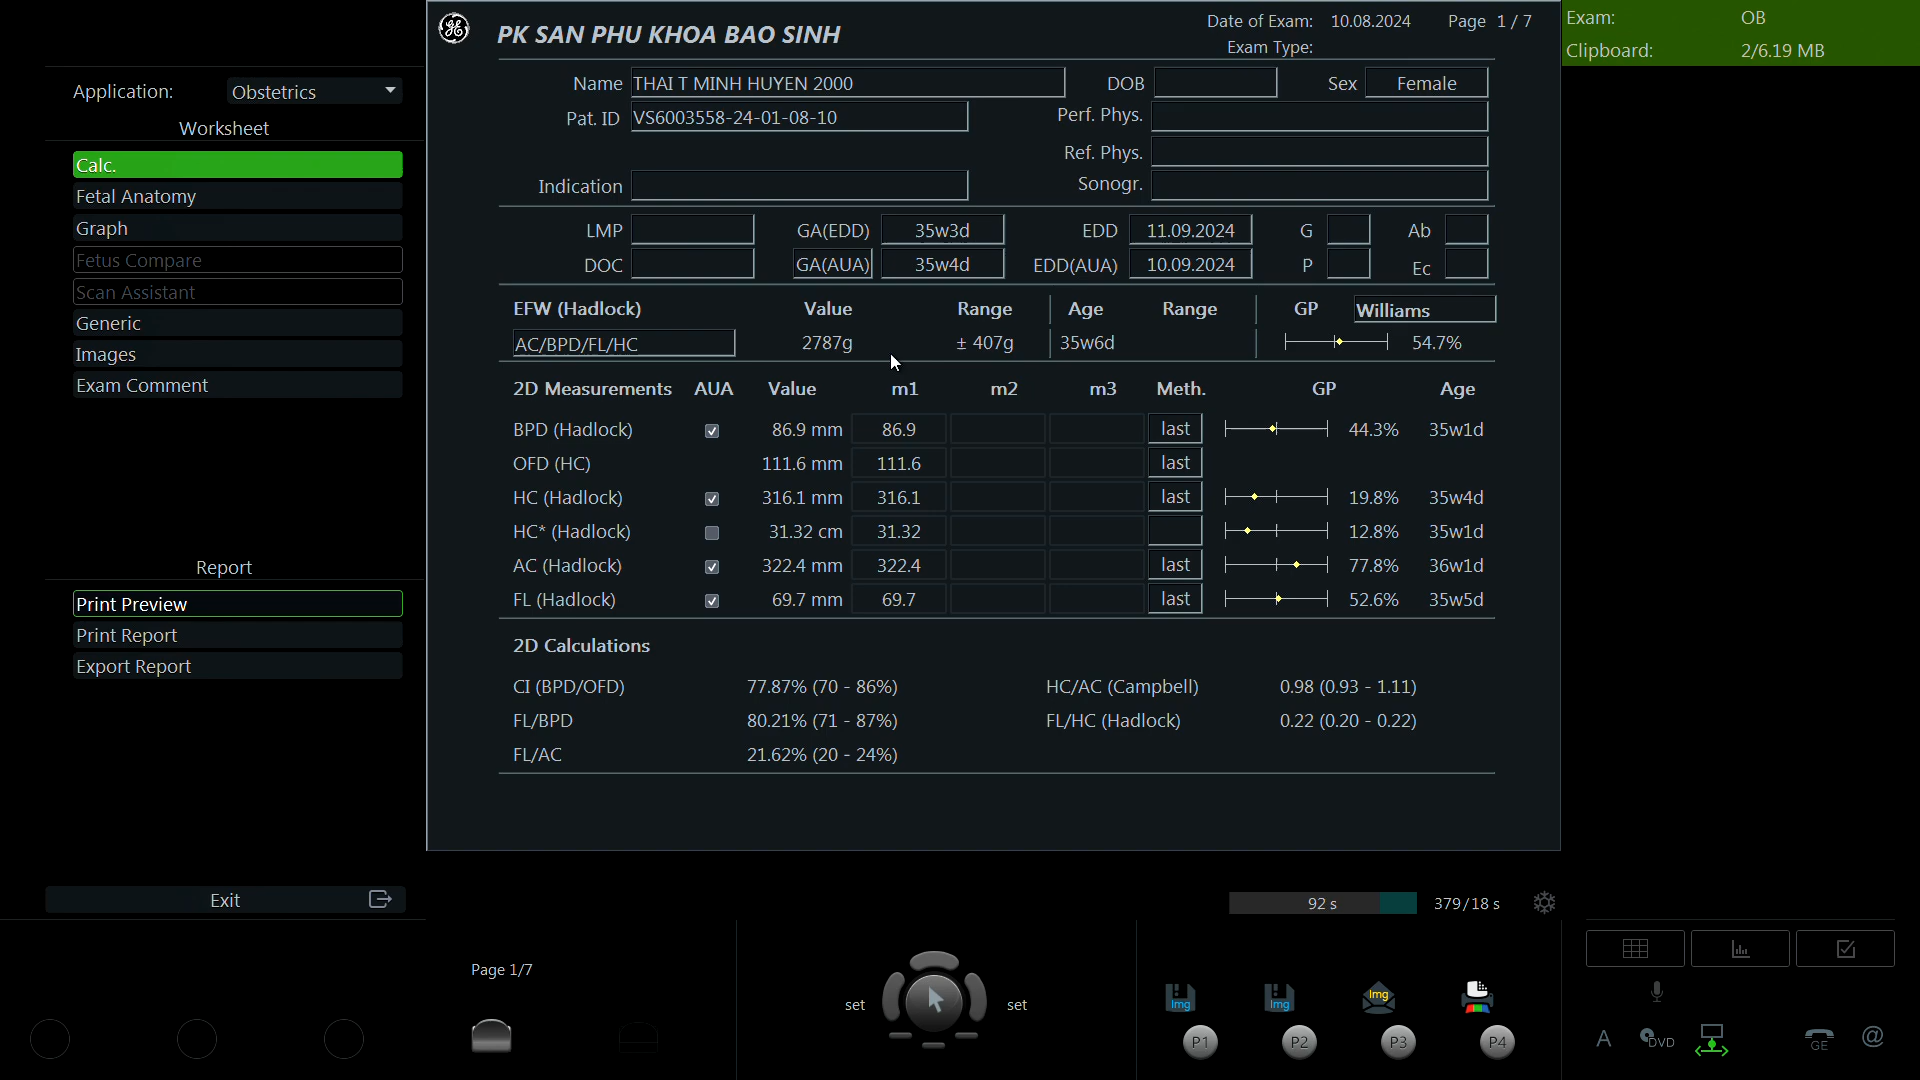 PK SAN PHU KHOA BAO SINH
Date of Exam: 10.08.2024 Page 1 / 7
Exam Type:
Exam: OB
Clipboard: 2/6.19 MB
Application: Obstetrics
Worksheet
Calc.
Fetal Anatomy
Graph
Fetus Compare
Scan Assistant
Generic
Images
Exam Comment
Report
Print Preview
Print Report
Export Report
Exit
Name THAI T MINH HUYEN 2000 DOB Sex Female
Pat. ID VS6003558-24-01-08-10 Perf. Phys.
Ref. Phys.
Indication Sonogr.
LMP GA(EDD) 35w3d EDD 11.09.2024 G Ab
DOC GA(AUA) 35w4d EDD(AUA) 10.09.2024 P Ec
EFW (Hadlock) Value Range Age Range GP Williams
AC/BPD/FL/HC 2787g ± 407g 35w6d 54.7%
2D Measurements AUA Value m1 m2 m3 Meth. GP Age
BPD (Hadlock) 86.9 mm 86.9 last 44.3% 35w1d
OFD (HC) 111.6 mm 111.6 last
HC (Hadlock) 316.1 mm 316.1 last 19.8% 35w4d
HC* (Hadlock) 31.32 cm 31.32 12.8% 35w1d
AC (Hadlock) 322.4 mm 322.4 last 77.8% 36w1d
FL (Hadlock) 69.7 mm 69.7 last 52.6% 35w5d
2D Calculations
CI (BPD/OFD) 77.87% (70 - 86%) HC/AC (Campbell) 0.98 (0.93 - 1.11)
FL/BPD 80.21% (71 - 87%) FL/HC (Hadlock) 0.22 (0.20 - 0.22)
FL/AC 21.62% (20 - 24%)
92 s 379/18 s
Page 1/7
set set
Img Img Img
P1 P2 P3 P4
A DVD GE @